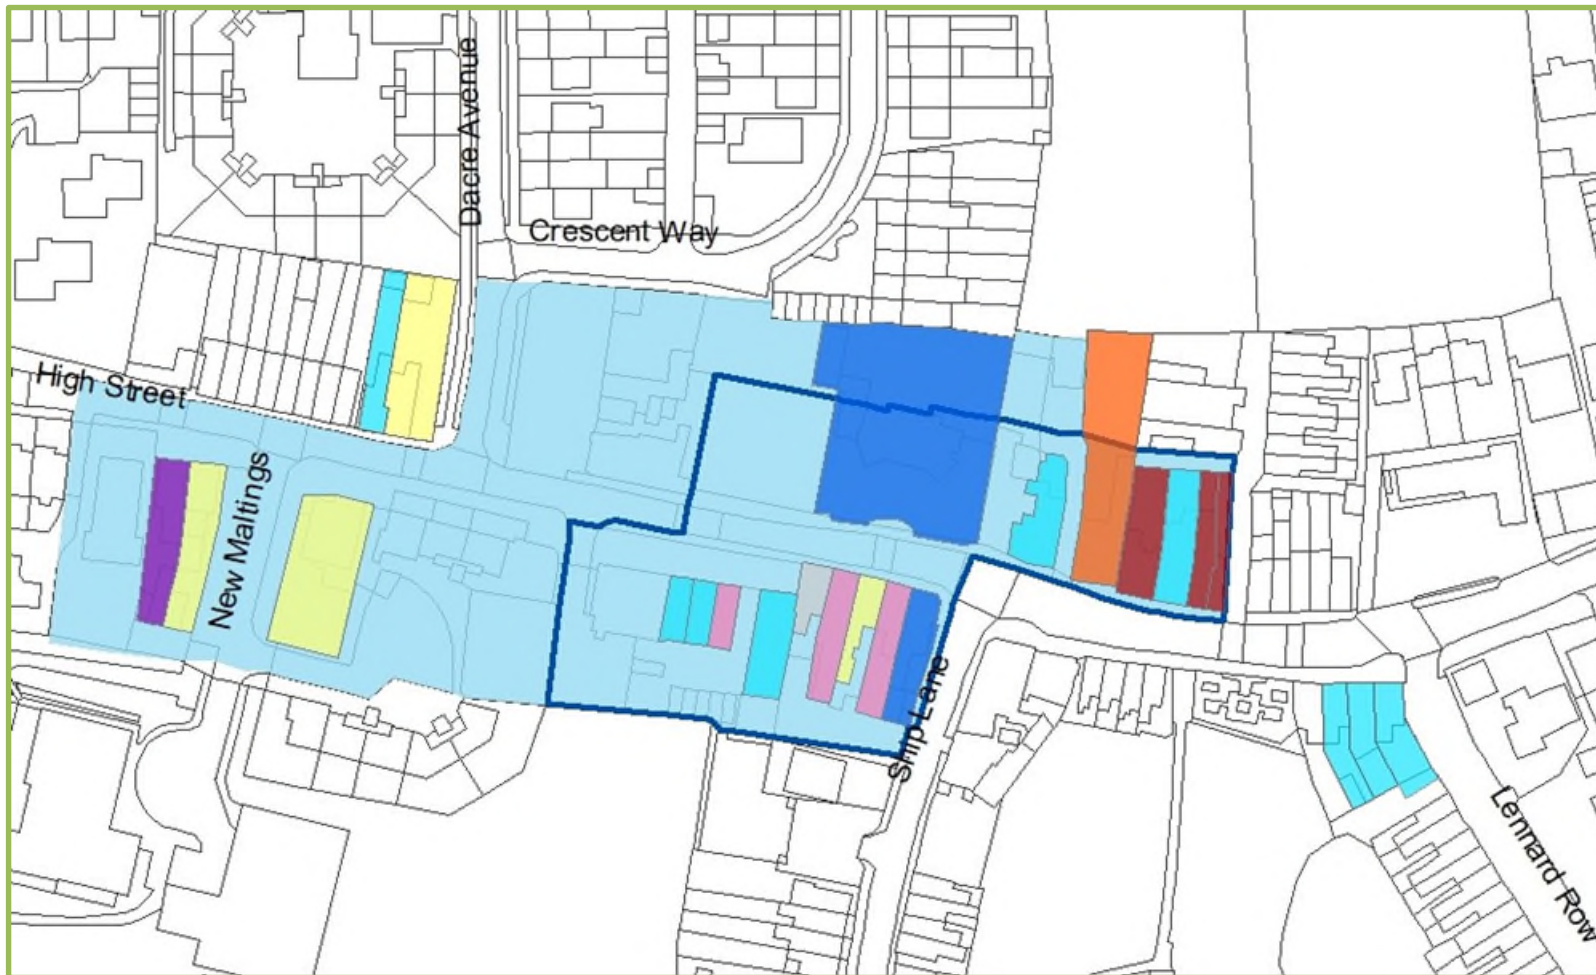 Dacre Avenue
Crescent Way
High Street
New Maltings
Ship Lane
Lennard Row